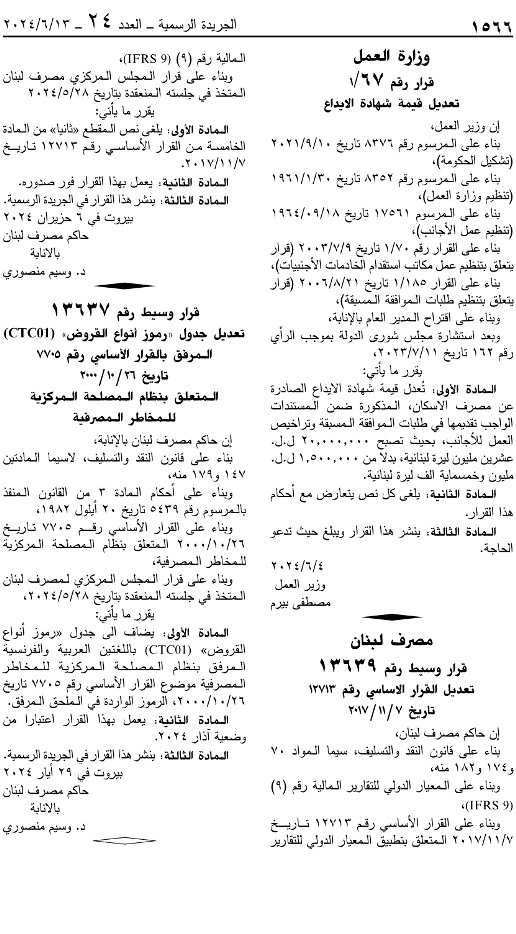 ١٥٦٦
الجريدة الرسمية ـ العدد ٢٤ ـ ٢٠٢٤/٦/١٣
وزارة العمل
قرار رقم ١/٦٧
تعديل قيمة شهادة الايداع
إن وزير العمل،
بناء على المرسوم رقم ٨٣٧٦ تاريخ ٢٠٢١/٩/١٠
(تشكيل الحكومة)،
بناء على المرسوم رقم ٨٣٥٢ تاريخ ١٩٦١/١/٣٠
(تنظيم وزارة العمل)،
بناء على المرسوم ١٧٥٦١ تاريخ ١٩٦٤/٠٩/١٨
(تنظيم عمل الأجانب)،
بناء على القرار رقم ١/٧٠ تاريخ ٢٠٠٣/٧/٩ (قرار
يتعلق بتنظيم عمل مكاتب استقدام الخادمات الأجنبيات)،
بناء على القرار ١/١٨٥ تاريخ ٢٠٠٦/٨/٢١ (قرار
يتعلق بتنظيم طلبات الموافقة المسبقة)،
وبناء على اقتراح المدير العام بالإنابة،
وبعد استشارة مجلس شورى الدولة بموجب الرأي
رقم ١٦٢ تاريخ ٢٠٢٣/٧/١١،
يقرر ما يأتي:
المادة الأولى: تُعدل قيمة شهادة الايداع الصادرة
عن مصرف الاسكان، المذكورة ضمن المستندات
الواجب تقديمها في طلبات الموافقة المسبقة وتراخيص
العمل للأجانب، بحيث تصبح ٢٠,٠٠٠,٠٠٠ ل.ل.
عشرين مليون ليرة لبنانية، بدلاً من ١,٥٠٠,٠٠٠ ل.ل.
مليون وخمسماية الف ليرة لبنانية.
المادة الثانية: يلغى كل نص يتعارض مع أحكام
هذا القرار.
المادة الثالثة: ينشر هذا القرار ويبلغ حيث تدعو
الحاجة.
٢٠٢٤/٦/٤
وزير العمل
مصطفى بيرم
مصرف لبنان
قرار وسيط رقم ١٣٦٣٩
تعديل القرار الاساسي رقم ١٢٧١٣
تاريخ ٢٠١٧/١١/٧
إن حاكم مصرف لبنان،
بناء على قانون النقد والتسليف، سيما المواد ٧٠
و١٧٤ و١٨٢ منه،
وبناء على المعيار الدولي للتقارير المالية رقم (٩)
(IFRS 9)،
وبناء على القرار الأساسي رقم ١٢٧١٣ تاريخ
٢٠١٧/١١/٧ المتعلق بتطبيق المعيار الدولي للتقارير
المالية رقم (٩) (IFRS 9)،
وبناء على قرار المجلس المركزي مصرف لبنان
المتخذ في جلسته المنعقدة بتاريخ ٢٠٢٤/٥/٢٨
يقرر ما يأتي:
المادة الأولى: يلغى نص المقطع «ثانيا» من المادة
الخامسة من القرار الأساسي رقم ١٢٧١٣ تاريخ
٢٠١٧/١١/٧.
المادة الثانية: يعمل بهذا القرار فور صدوره.
المادة الثالثة: ينشر هذا القرار في الجريدة الرسمية.
بيروت في ٦ حزيران ٢٠٢٤
حاكم مصرف لبنان
بالانابة
د. وسيم منصوري
قرار وسيط رقم ١٣٦٣٧
تعديل جدول «رموز أنواع القروض» (CTC01)
المرفق بالقرار الأساسي رقم ٧٧٠٥
تاريخ ٢٠٠٠/١٠/٢٦
المتعلق بنظام المصلحة المركزية
للمخاطر المصرفية
إن حاكم مصرف لبنان بالإنابة،
بناء على قانون النقد والتسليف، لاسيما المادتين
١٤٧ و١٧٩ منه،
وبناء على أحكام المادة ٣ من القانون المنفذ
بالمرسوم رقم ٥٤٣٩ تاريخ ٢٠ أيلول ١٩٨٢،
وبناء على القرار الأساسي رقم ٧٧٠٥ تاريخ
٢٠٠٠/١٠/٢٦ المتعلق بنظام المصلحة المركزية
للمخاطر المصرفية،
وبناء على قرار المجلس المركزي لمصرف لبنان
المتخذ في جلسته المنعقدة بتاريخ ٢٠٢٤/٥/٢٨،
يقرر ما يأتي:
المادة الأولى: يضاف الى جدول «رموز أنواع
القروض» (CTC01) باللغتين العربية والفرنسية
المرفق بنظام المصلحة المركزية للمخاطر
المصرفية موضوع القرار الأساسي رقم ٧٧٠٥ تاريخ
٢٠٠٠/١٠/٢٦، الرموز الواردة في الملحق المرفق.
المادة الثانية: يعمل بهذا القرار اعتبارا من
وضعية آذار ٢٠٢٤.
المادة الثالثة: ينشر هذا القرار في الجريدة الرسمية.
بيروت في ٢٩ أيار ٢٠٢٤
حاكم مصرف لبنان
بالانابة
د. وسيم منصوري